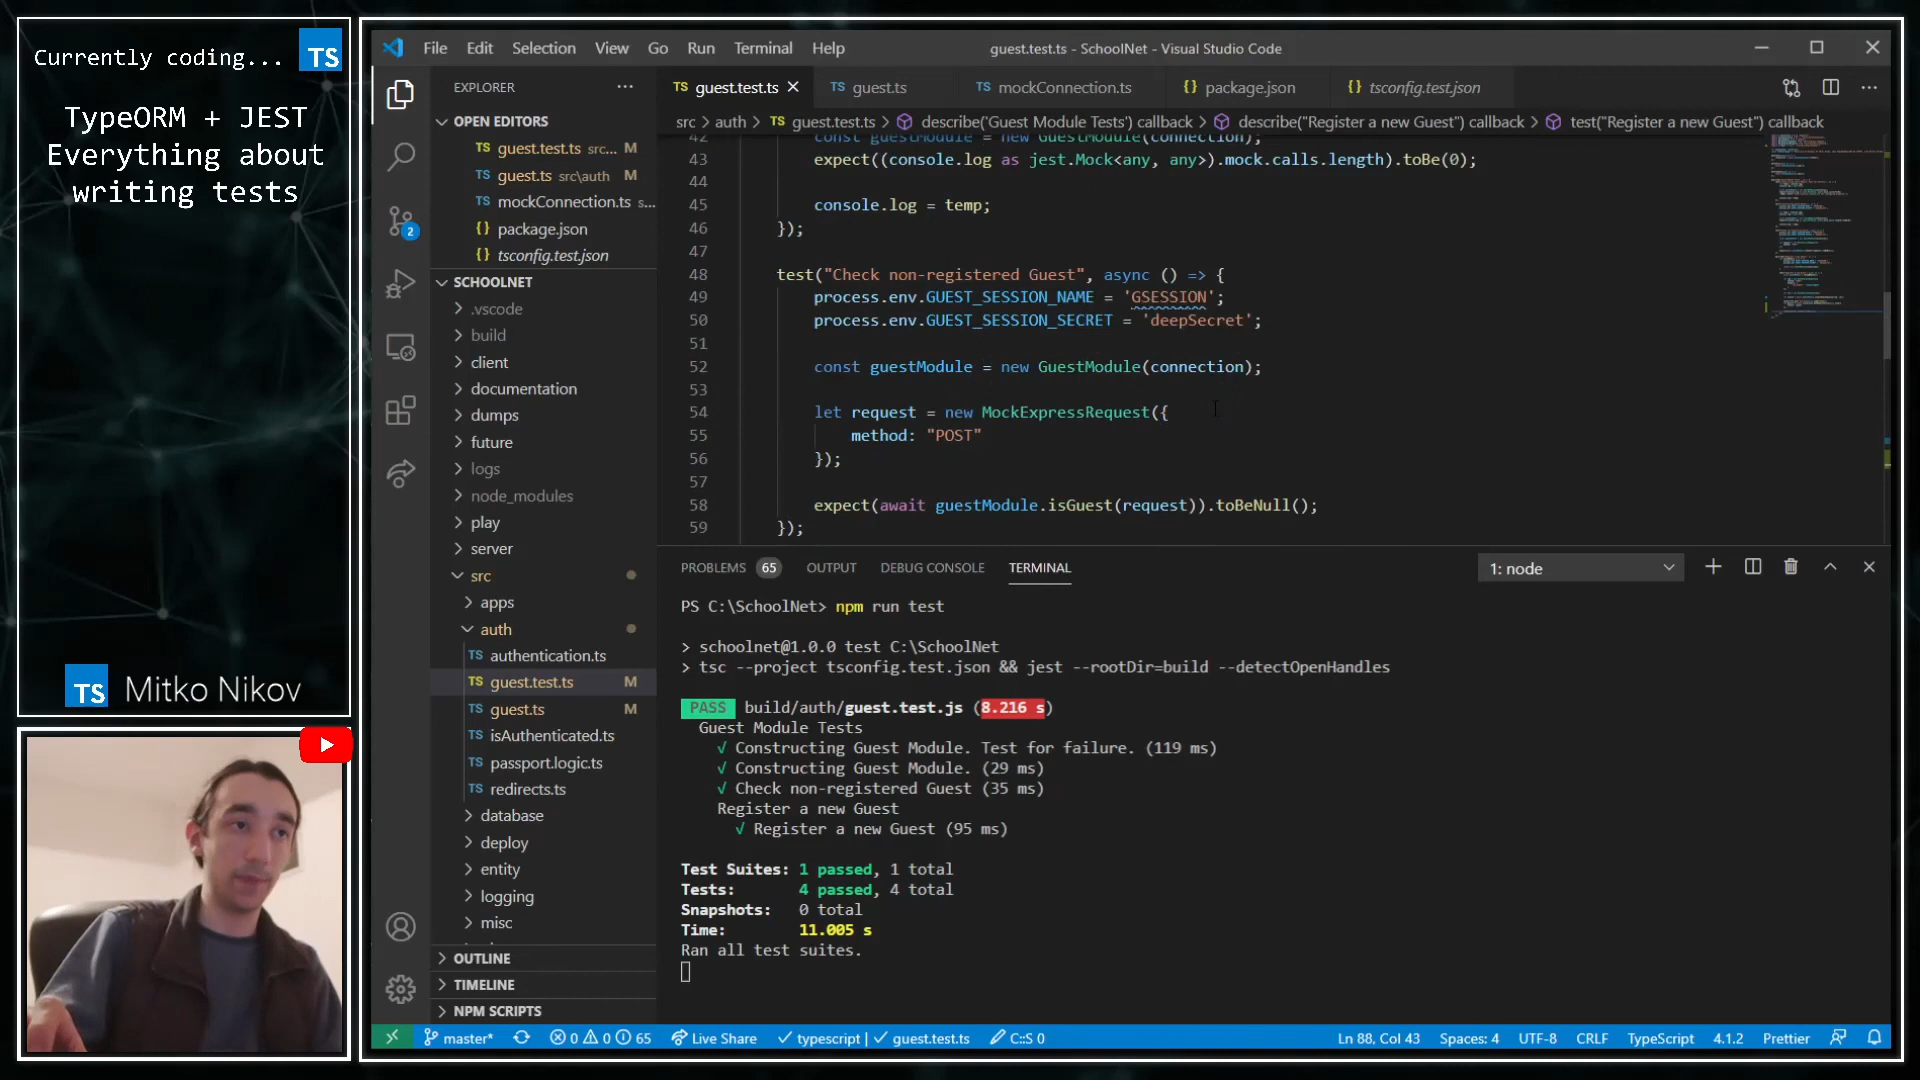 Currently coding...
TS
TypeORM + JEST
Everything about
writing tests
TS
Mitko Nikov
File Edit Selection View Go Run Terminal Help
guest.test.ts - SchoolNet - Visual Studio Code
EXPLORER
OPEN EDITORS
TS guest.test.ts src... M
TS guest.ts src\auth M
TS mockConnection.ts s...
{} package.json
{} tsconfig.test.json
SCHOOLNET
.vscode
build
client
documentation
dumps
future
logs
node_modules
play
server
src
apps
auth
TS authentication.ts
TS guest.test.ts M
TS guest.ts M
TS isAuthenticated.ts
TS passport.logic.ts
TS redirects.ts
database
deploy
entity
logging
misc
OUTLINE
TIMELINE
NPM SCRIPTS
2
TS guest.test.ts
TS guest.ts
TS mockConnection.ts
{} package.json
{} tsconfig.test.json
src > auth > TS guest.test.ts > describe('Guest Module Tests') callback > describe("Register a new Guest") callback > test("Register a new Guest") callback
42 const guestModule = new GuestModule(connection);
43 expect((console.log as jest.Mock<any, any>).mock.calls.length).toBe(0);
44
45 console.log = temp;
46 });
47
48 test("Check non-registered Guest", async () => {
49 process.env.GUEST_SESSION_NAME = 'GSESSION';
50 process.env.GUEST_SESSION_SECRET = 'deepSecret';
51
52 const guestModule = new GuestModule(connection);
53
54 let request = new MockExpressRequest({
55 method: "POST"
56 });
57
58 expect(await guestModule.isGuest(request)).toBeNull();
59 });
PROBLEMS 65 OUTPUT DEBUG CONSOLE TERMINAL
1: node
PS C:\SchoolNet> npm run test
> schoolnet@1.0.0 test C:\SchoolNet
> tsc --project tsconfig.test.json && jest --rootDir=build --detectOpenHandles
PASS build/auth/guest.test.js (8.216 s)
Guest Module Tests
√ Constructing Guest Module. Test for failure. (119 ms)
√ Constructing Guest Module. (29 ms)
√ Check non-registered Guest (35 ms)
Register a new Guest
√ Register a new Guest (95 ms)
Test Suites: 1 passed, 1 total
Tests: 4 passed, 4 total
Snapshots: 0 total
Time: 11.005 s
Ran all test suites.
master* 0 0 65 Live Share typescript | guest.test.ts C::S 0
Ln 88, Col 43 Spaces: 4 UTF-8 CRLF TypeScript 4.1.2 Prettier